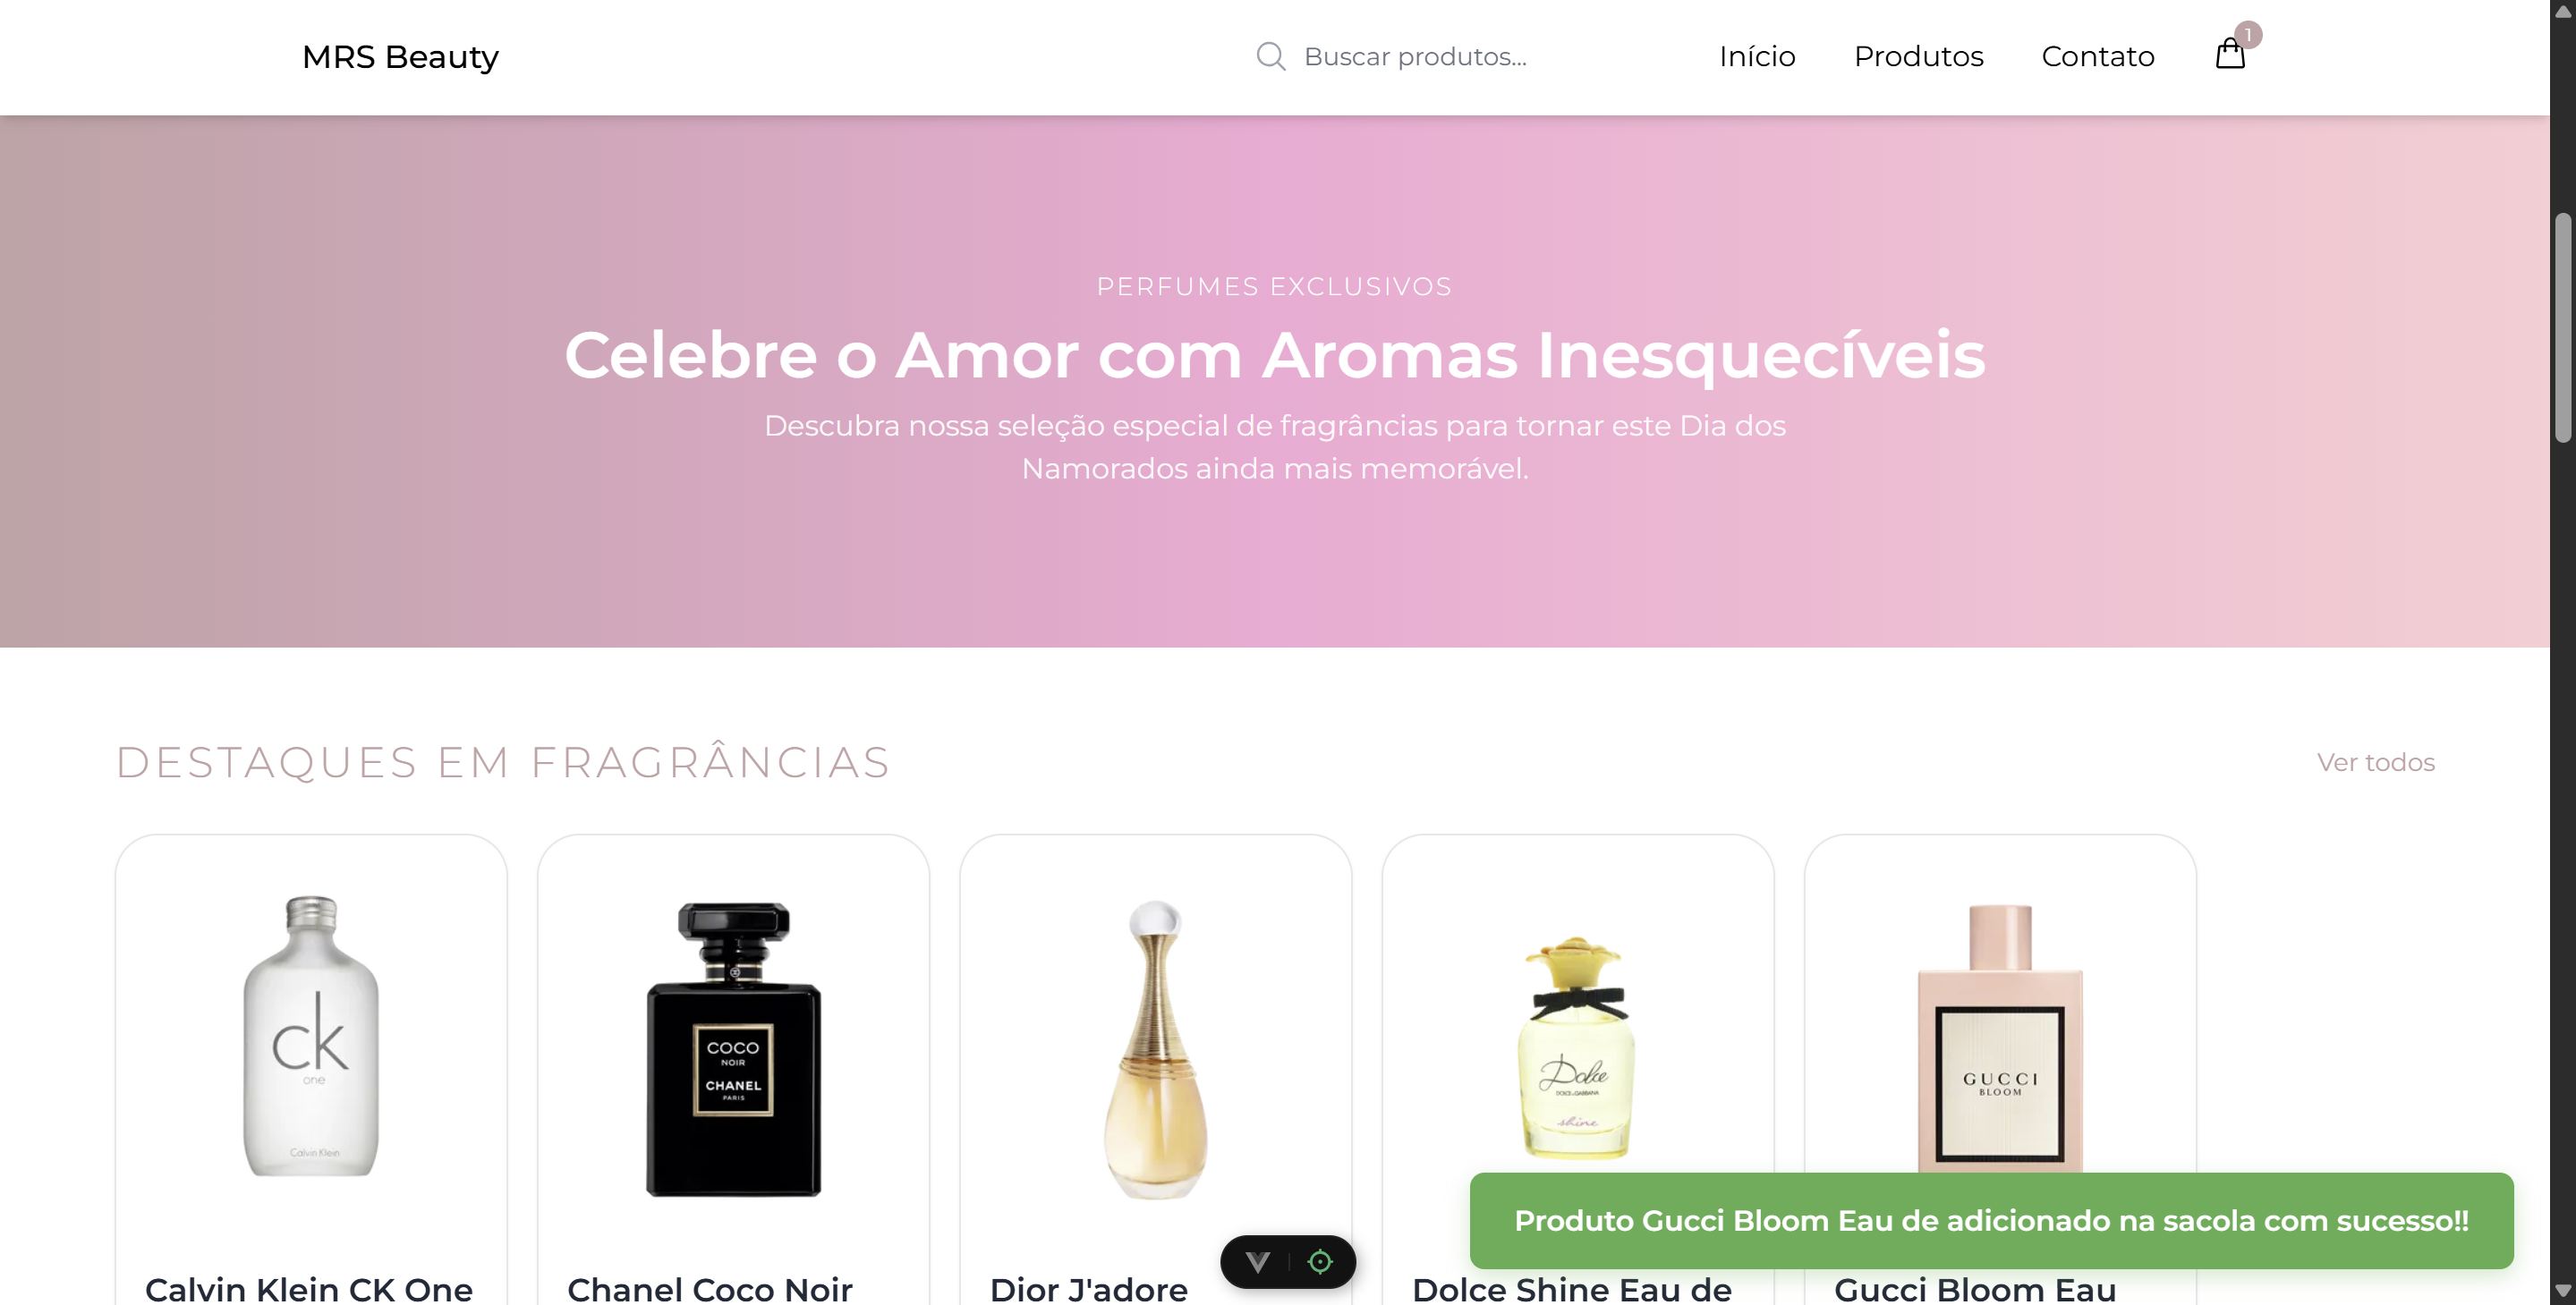 MRS Beauty
Buscar produtos...
Início
Produtos
Contato
1
PERFUMES EXCLUSIVOS
Celebre o Amor com Aromas Inesquecíveis
Descubra nossa seleção especial de fragrâncias para tornar este Dia dos
Namorados ainda mais memorável.
DESTAQUES EM FRAGRÂNCIAS
Ver todos
ck
one
Calvin Klein
COCO
NOIR
CHANEL
PARIS
Dolce
DOLCE & GABBANA
shine
GUCCI
BLOOM
Produto Gucci Bloom Eau de adicionado na sacola com sucesso!!
Calvin Klein CK One
Chanel Coco Noir
Dior J'adore
Dolce Shine Eau de
Gucci Bloom Eau